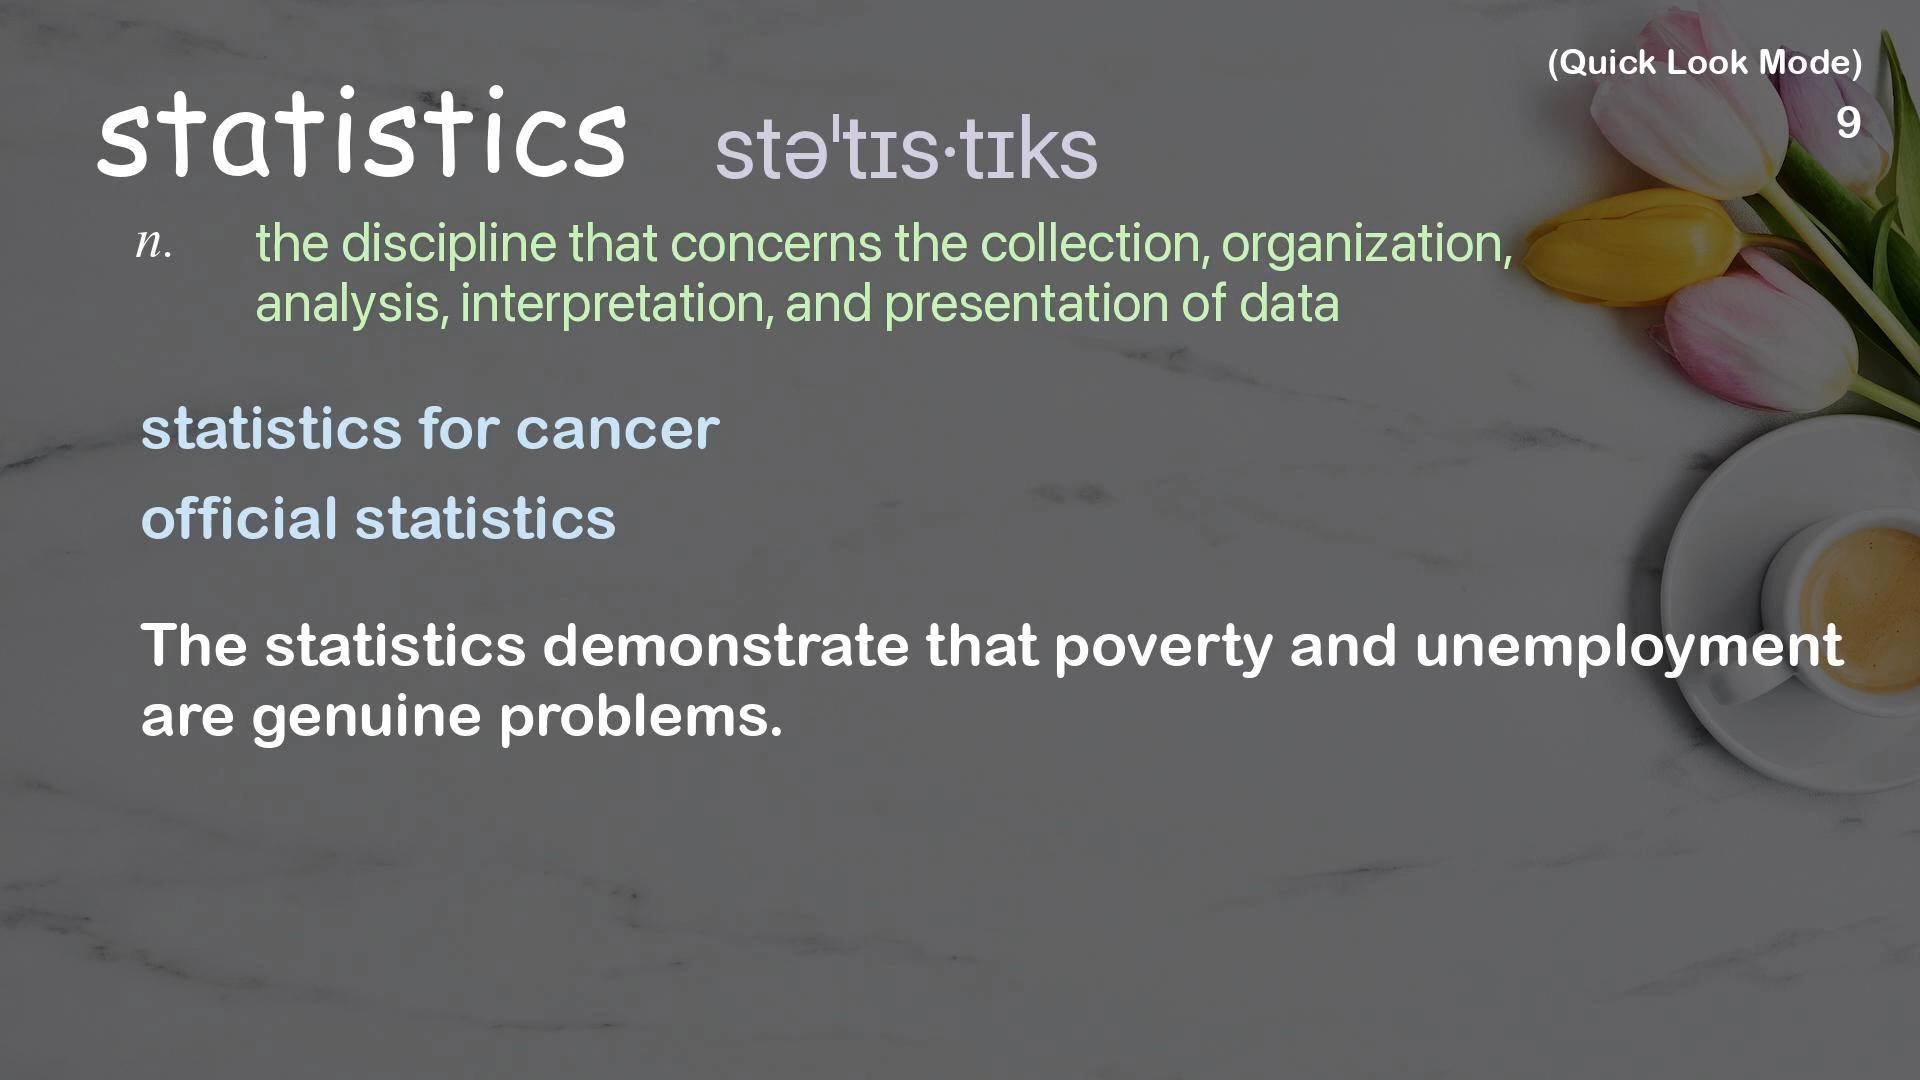 (Quick Look Mode)
statistics stəˈtɪs·tɪks
9
n. the discipline that concerns the collection, organization,
analysis, interpretation, and presentation of data
statistics for cancer
official statistics
The statistics demonstrate that poverty and unemployment
are genuine problems.